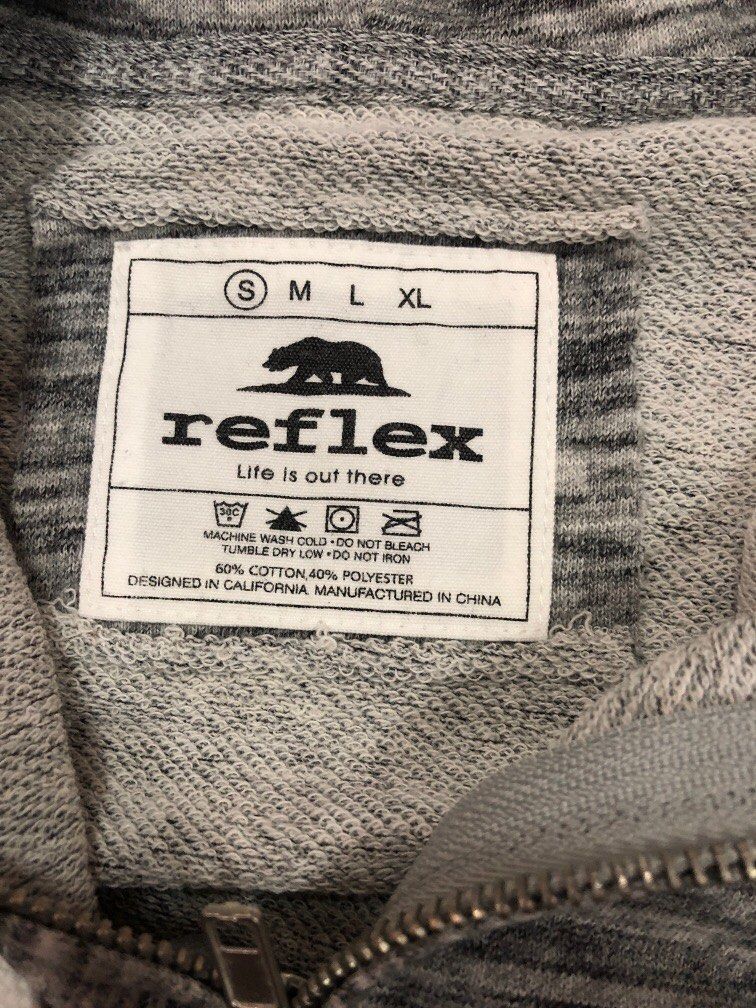 S M L XL
reflex
Life is out there
30C
MACHINE WASH COLD • DO NOT BLEACH
TUMBLE DRY LOW • DO NOT IRON
60% COTTON, 40% POLYESTER
DESIGNED IN CALIFORNIA MANUFACTURED IN CHINA